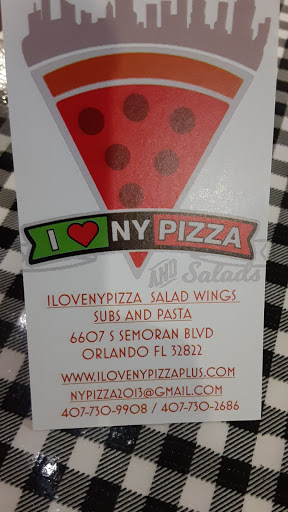 I ❤ NY PIZZA
AND Salads
ILOVENYPIZZA SALAD WINGS
SUBS AND PASTA
6607 S SEMORAN BLVD
ORLANDO FL 32822
WWW.ILOVENYPIZZAPLUS.COM
NYPIZZA2013@GMAIL.COM
407-730-9908 / 407-730-2686